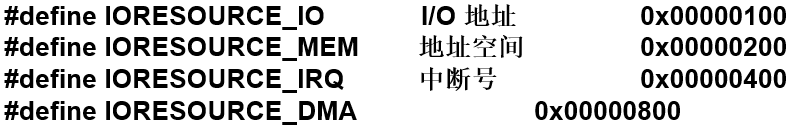 #define IORESOURCE_IO I/O 地址 0x00000100
#define IORESOURCE_MEM 地址空间 0x00000200
#define IORESOURCE_IRQ 中断号 0x00000400
#define IORESOURCE_DMA 0x00000800